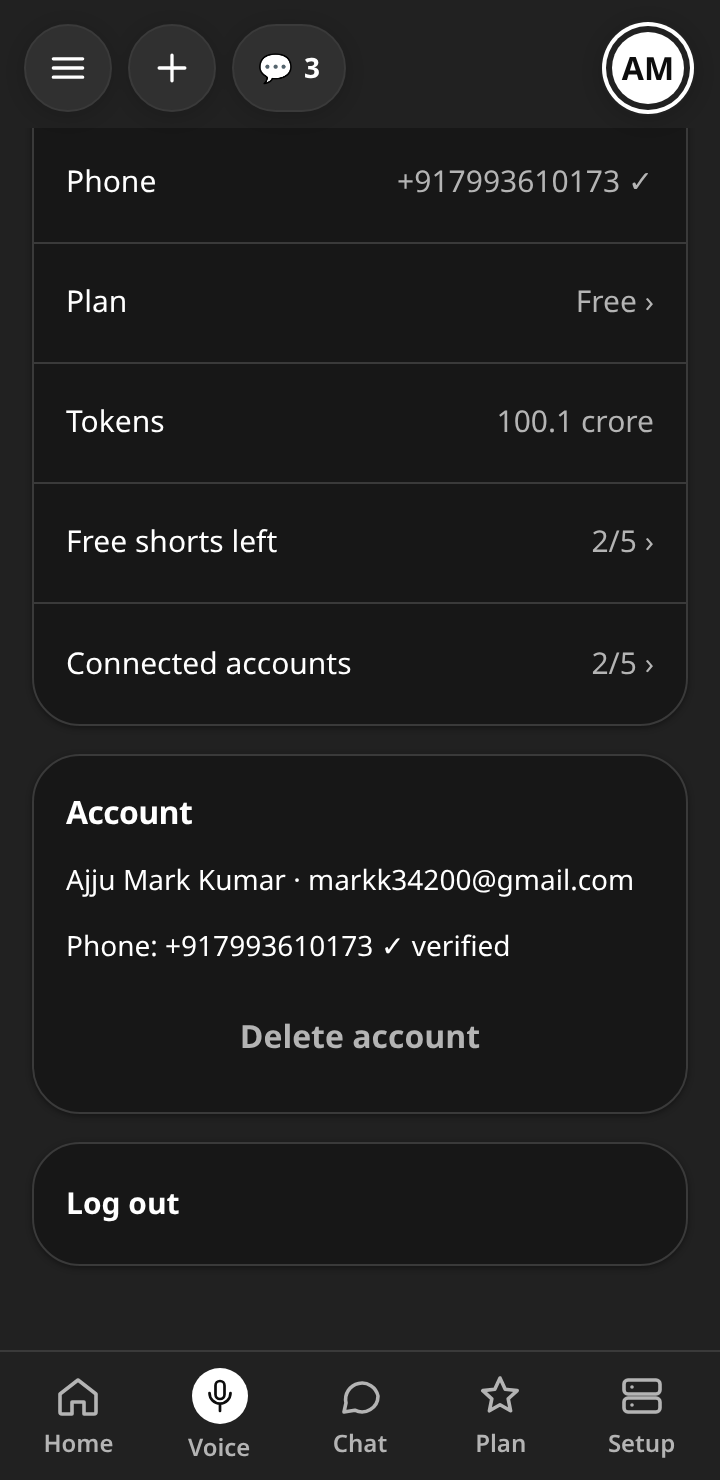 3
AM
Phone
+917993610173 ✓
Plan
Free ›
Tokens
100.1 crore
Free shorts left
2/5 ›
Connected accounts
2/5 ›
Account
Ajju Mark Kumar · markk34200@gmail.com
Phone: +917993610173 ✓ verified
Delete account
Log out
Home
Voice
Chat
Plan
Setup